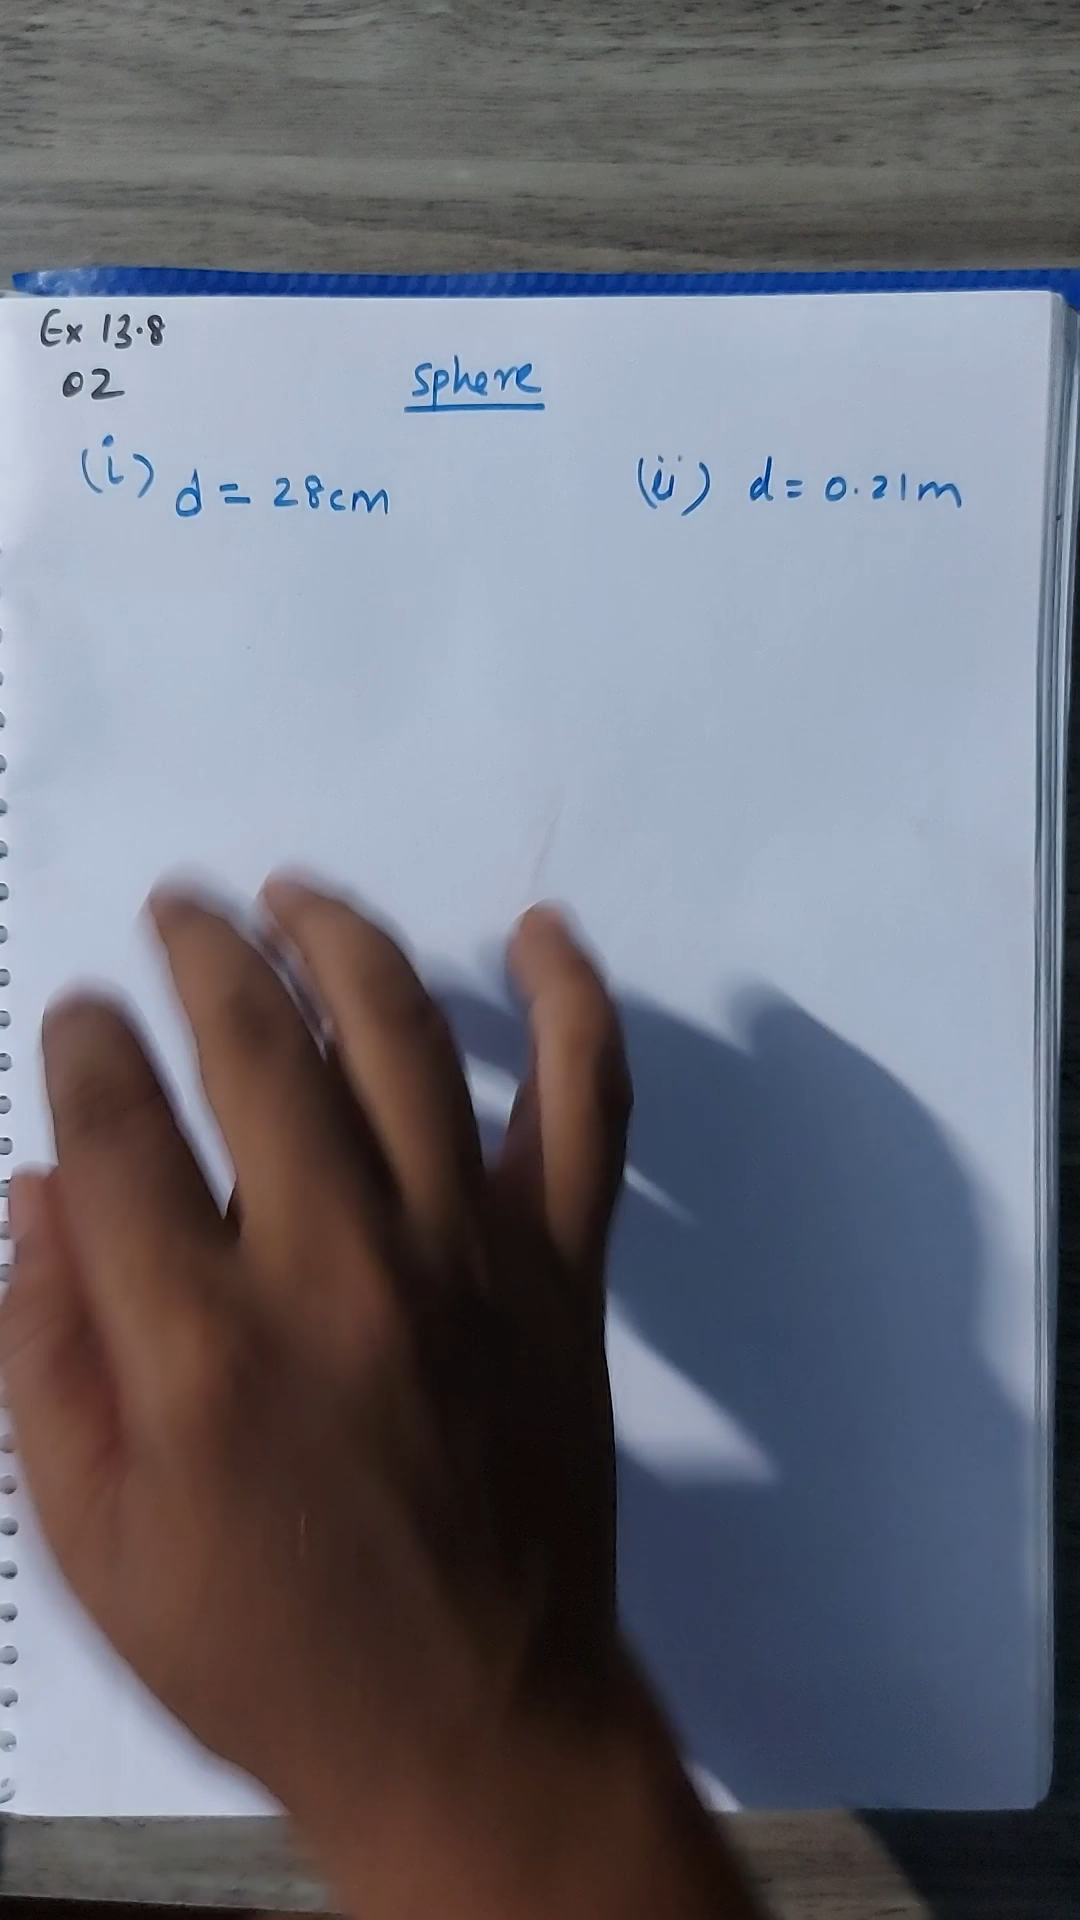 Ex 13.8
02
Sphere
(i) d = 28cm
(ii) d = 0.21m